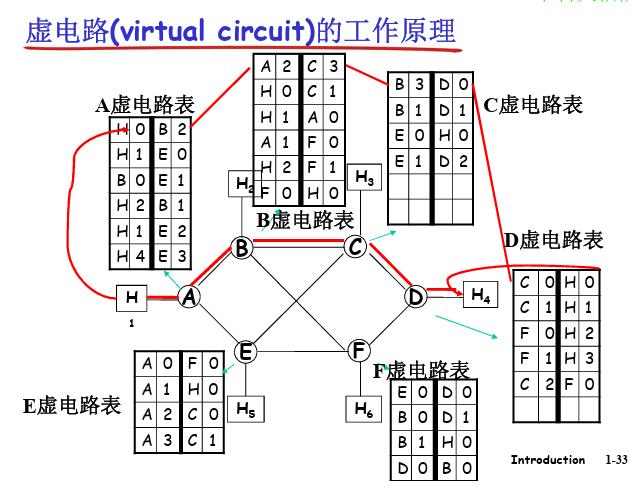 虚电路(virtual circuit)的工作原理
A虚电路表
H 0 B 2
H 1 E 0
B 0 E 1
H 2 B 1
H 1 E 2
H 4 E 3
A 2 C 3
H 0 C 1
H 1 A 0
A 1 F 0
H 2 F 1
F 0 H 0
B虚电路表
B 3 D 0
B 1 D 1
E 0 H 0
E 1 D 2
C虚电路表
H2
H3
B
C
D虚电路表
C 0 H 0
C 1 H 1
F 0 H 2
F 1 H 3
C 2 F 0
H
1
A
D
H4
E
F
E虚电路表
A 0 F 0
A 1 H 0
A 2 C 0
A 3 C 1
H5
H6
F虚电路表
E 0 D 0
B 0 D 1
B 1 H 0
D 0 B 0
Introduction 1-33